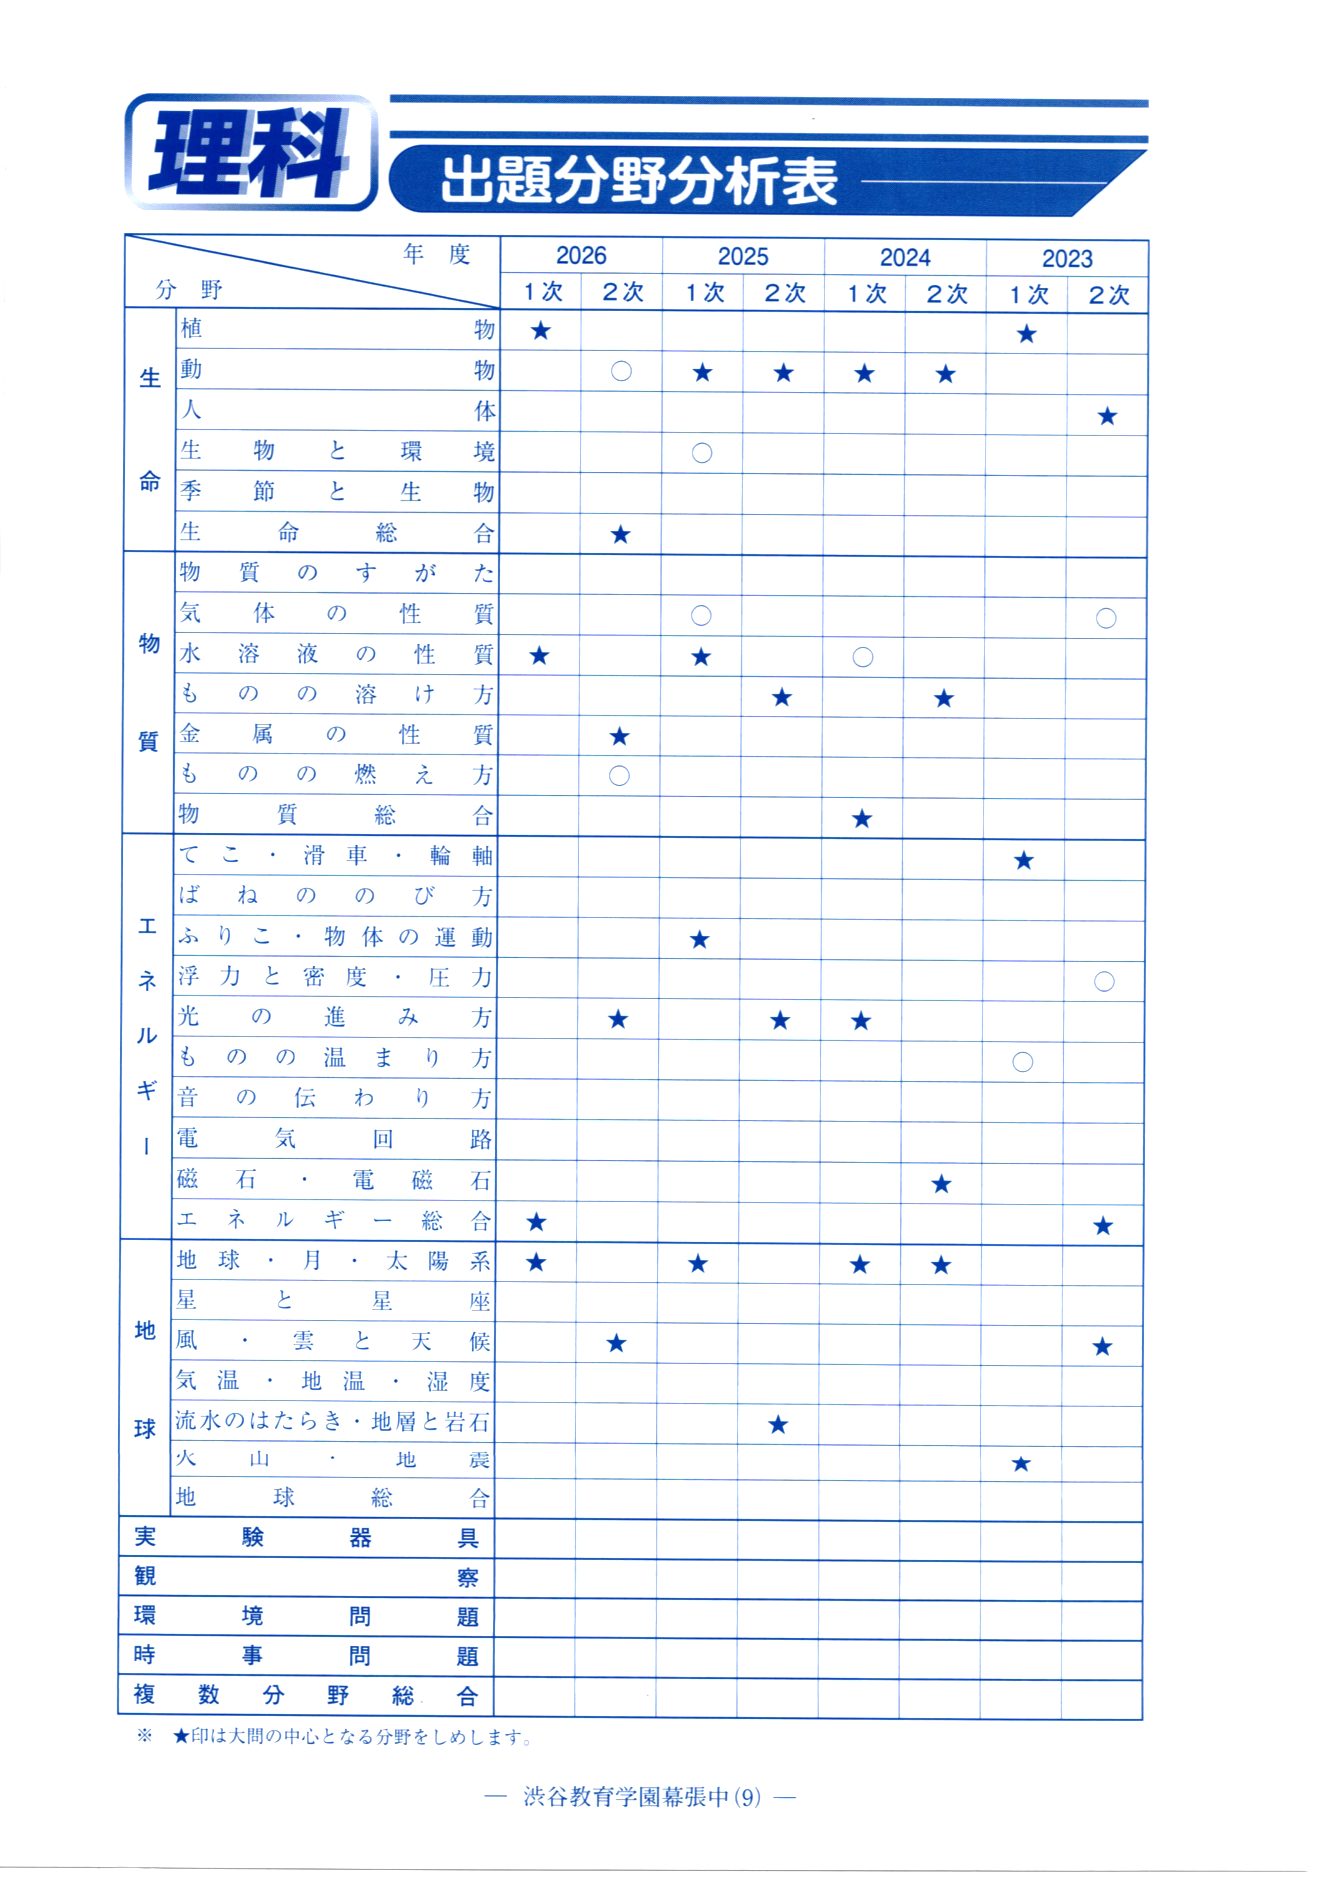 理科
出題分野分析表
年度 2026 2025 2024 2023
分野 1次 2次 1次 2次 1次 2次 1次 2次
生命
植物 ★ ★
動物 ○ ★ ★ ★ ★
人体 ★
生物と環境 ○
季節と生物
生命総合 ★
物質
物質のすがた
気体の性質 ○ ○
水溶液の性質 ★ ★ ○
ものの溶け方 ★ ★
金属の性質 ★
ものの燃え方 ○
物質総合 ★
エネルギー
てこ・滑車・輪軸 ★
ばねののび方
ふりこ・物体の運動 ★
浮力と密度・圧力 ○
光の進み方 ★ ★ ★
ものの温まり方 ○
音の伝わり方
電気回路
磁石・電磁石 ★
エネルギー総合 ★ ★
地球
地球・月・太陽系 ★ ★ ★ ★
星と星座
風・雲と天候 ★ ★
気温・地温・湿度
流水のはたらき・地層と岩石 ★
火山・地震 ★
地球総合
実験器具
観察
環境問題
時事問題
複数分野総合
※ ★印は大問の中心となる分野をしめします。
— 渋谷教育学園幕張中(9) —